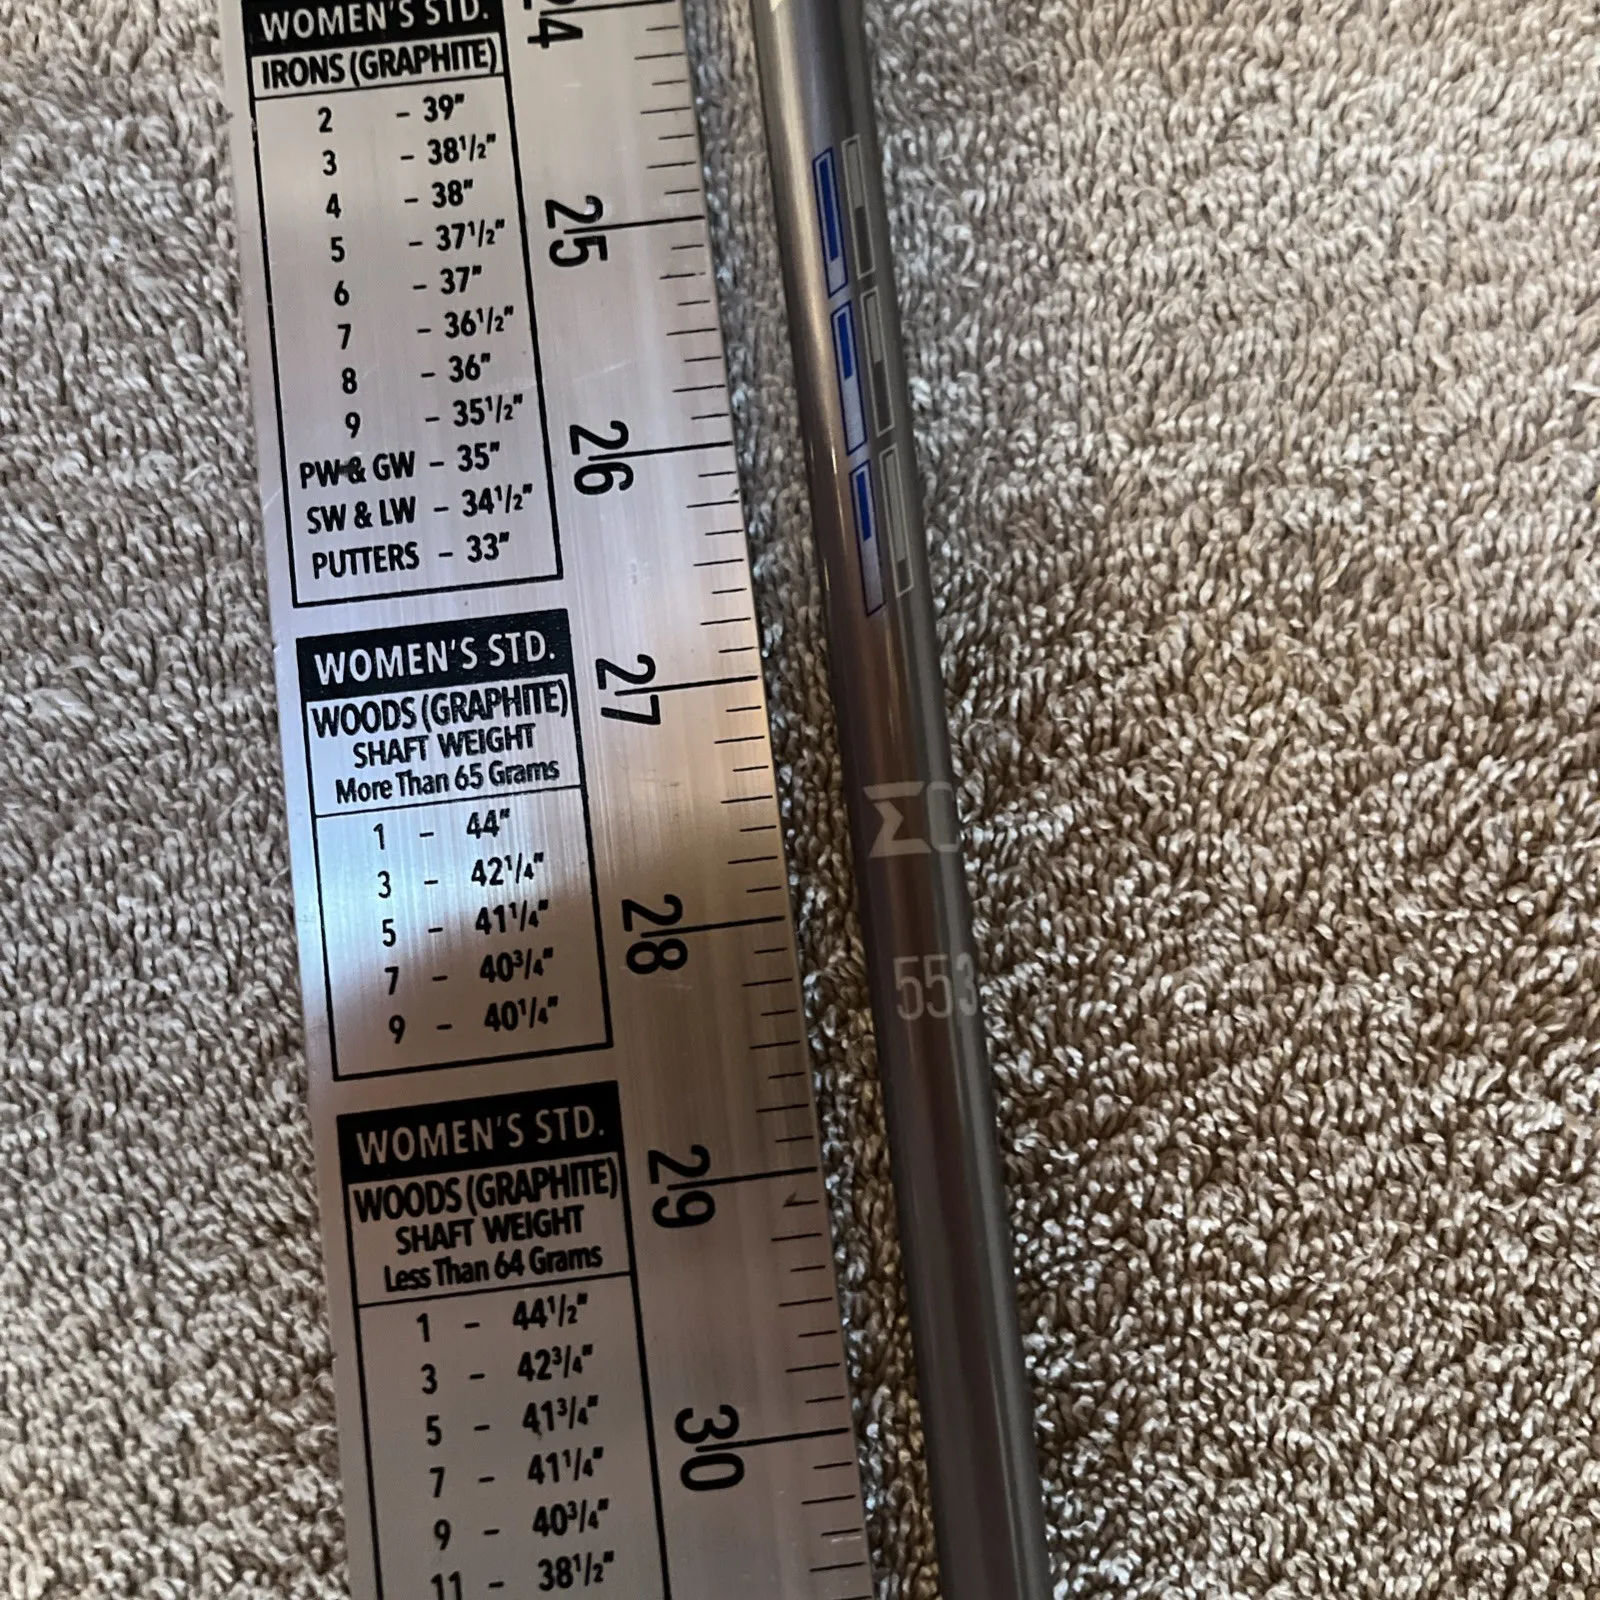 WOMEN'S STD.
IRONS (GRAPHITE)
2 - 39"
3 - 38¹/₂"
4 - 38"
5 - 37¹/₂"
6 - 37"
7 - 36¹/₂"
8 - 36"
9 - 35¹/₂"
PW & GW - 35"
SW & LW - 34¹/₂"
PUTTERS - 33"
WOMEN'S STD.
WOODS (GRAPHITE)
SHAFT WEIGHT
More Than 65 Grams
1 - 44"
3 - 42¹/₄"
5 - 41¹/₄"
7 - 40³/₄"
9 - 40¹/₄"
WOMEN'S STD.
WOODS (GRAPHITE)
SHAFT WEIGHT
Less Than 64 Grams
1 - 44¹/₂"
3 - 42³/₄"
5 - 41³/₄"
7 - 41¹/₄"
9 - 40³/₄"
11 - 38¹/₂"
24
25
26
27
28
29
30
553